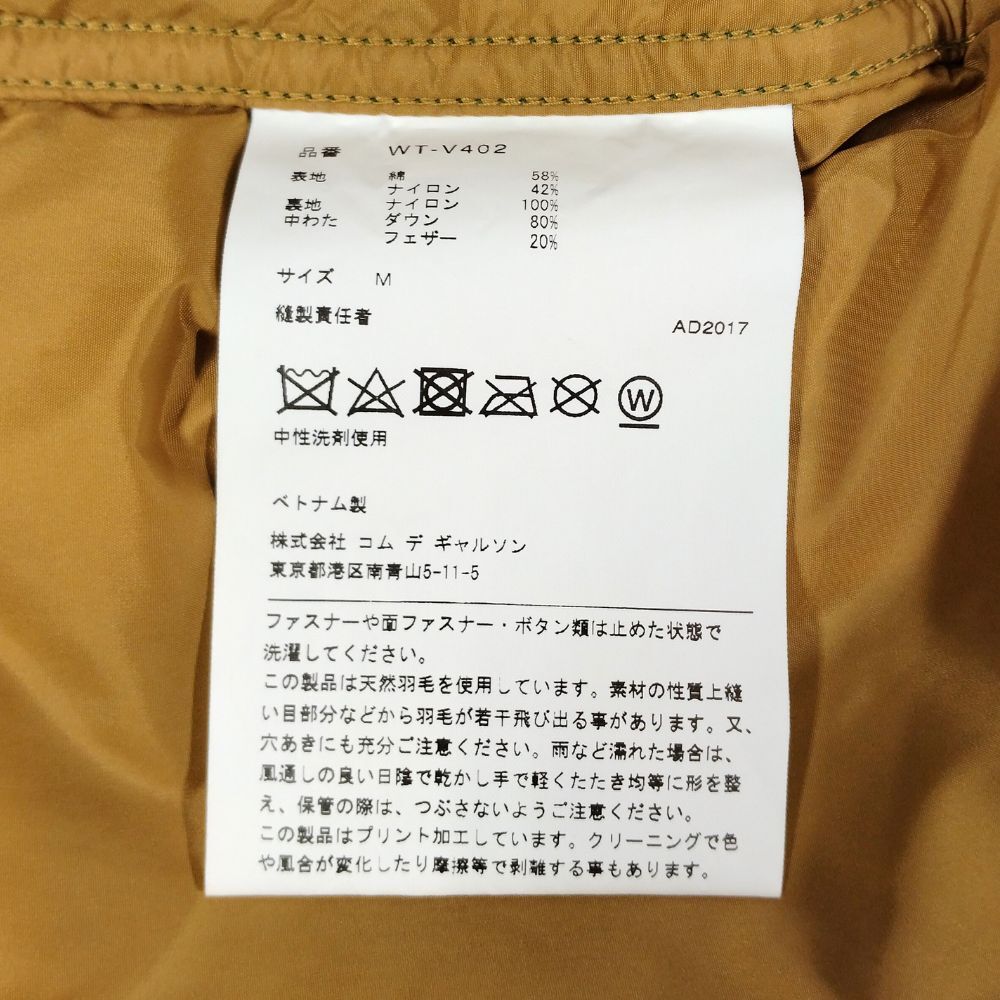 品番 WT-V402
表地 綿 58%
ナイロン 42%
裏地 ナイロン 100%
中わた ダウン 80%
フェザー 20%
サイズ M
縫製責任者 AD2017
W
中性洗剤使用
ベトナム製
株式会社 コム デ ギャルソン
東京都港区南青山5-11-5
ファスナーや面ファスナー・ボタン類は止めた状態で
洗濯してください。
この製品は天然羽毛を使用しています。素材の性質上縫
い目部分などから羽毛が若干飛び出る事があります。又、
穴あきにも充分ご注意ください。雨など濡れた場合は、
風通しの良い日陰で乾かし手で軽くたたき均等に形を整
え、保管の際は、つぶさないようご注意ください。
この製品はプリント加工しています。クリーニングで色
や風合が変化したり摩擦等で剥離する事もあります。